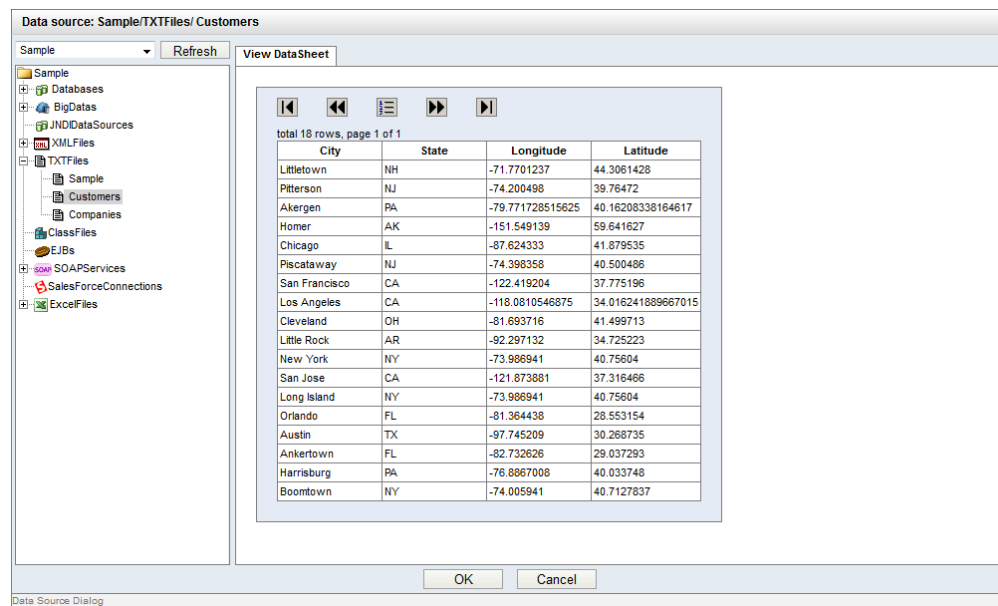 Data source: Sample/TXTFiles/ Customers
Sample Refresh
View DataSheet
Sample
Databases
BigDatas
JNDIDataSources
XML XMLFiles
TXTFiles
Sample
Customers
Companies
ClassFiles
EJBs
SOAP SOAPServices
SalesForceConnections
ExcelFiles
total 18 rows, page 1 of 1
City State Longitude Latitude
Littletown NH -71.7701237 44.3061428
Pitterson NJ -74.200498 39.76472
Akergen PA -79.771728515625 40.16208338164617
Homer AK -151.549139 59.641627
Chicago IL -87.624333 41.879535
Piscataway NJ -74.398358 40.500486
San Francisco CA -122.419204 37.775196
Los Angeles CA -118.0810546875 34.016241889667015
Cleveland OH -81.693716 41.499713
Little Rock AR -92.297132 34.725223
New York NY -73.986941 40.75604
San Jose CA -121.873881 37.316466
Long Island NY -73.986941 40.75604
Orlando FL -81.364438 28.553154
Austin TX -97.745209 30.268735
Ankertown FL -82.732626 29.037293
Harrisburg PA -76.8867008 40.033748
Boomtown NY -74.005941 40.7127837
OK Cancel
Data Source Dialog